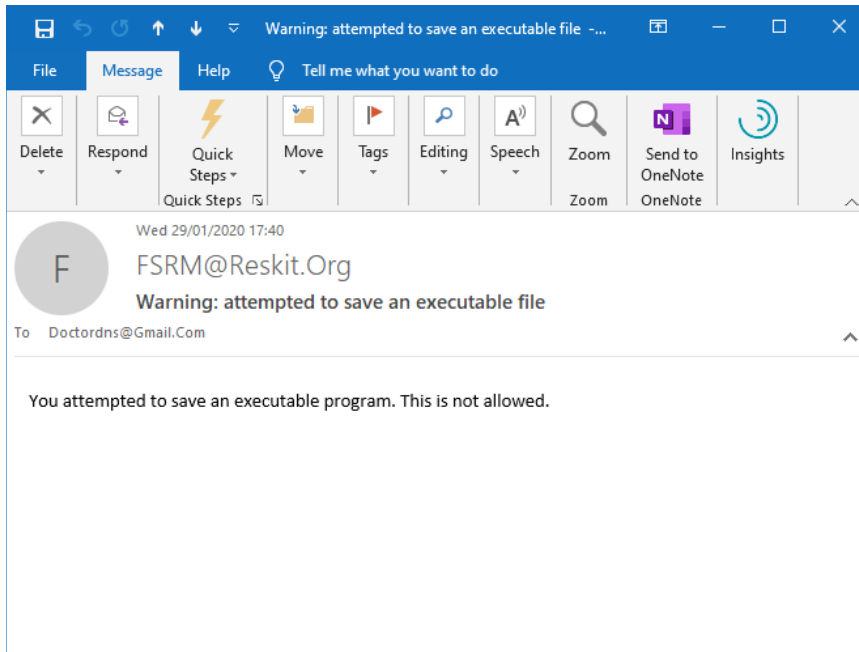 Warning: attempted to save an executable file -...
File Message Help Tell me what you want to do
Delete Respond Quick Steps Move Tags Editing Speech Zoom Send to OneNote Insights
Quick Steps Zoom OneNote
Wed 29/01/2020 17:40
F FSRM@Reskit.Org
Warning: attempted to save an executable file
To Doctordns@Gmail.Com
You attempted to save an executable program. This is not allowed.